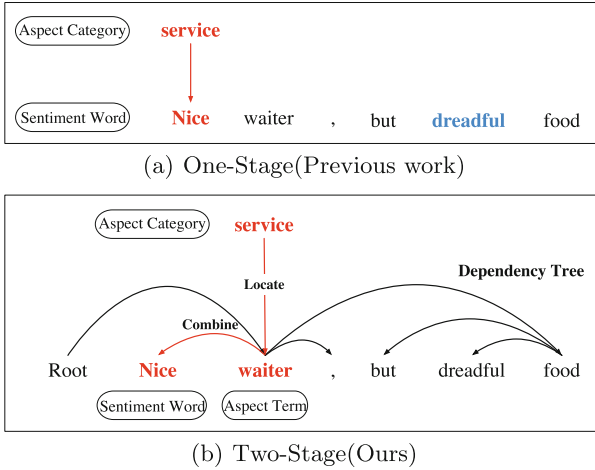 Aspect Category service
Sentiment Word Nice waiter , but dreadful food
(a) One-Stage(Previous work)
Aspect Category service
Dependency Tree
Locate
Combine
Root Nice waiter , but dreadful food
Sentiment Word Aspect Term
(b) Two-Stage(Ours)